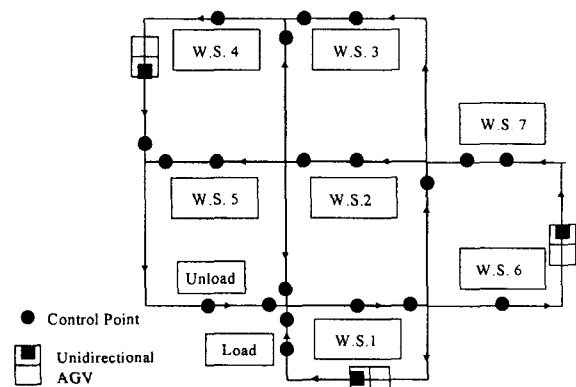 W.S. 4
W.S. 3
W.S. 7
W.S. 5
W.S.2
W.S. 6
Unload
W.S.1
Load
Control Point
Unidirectional
AGV